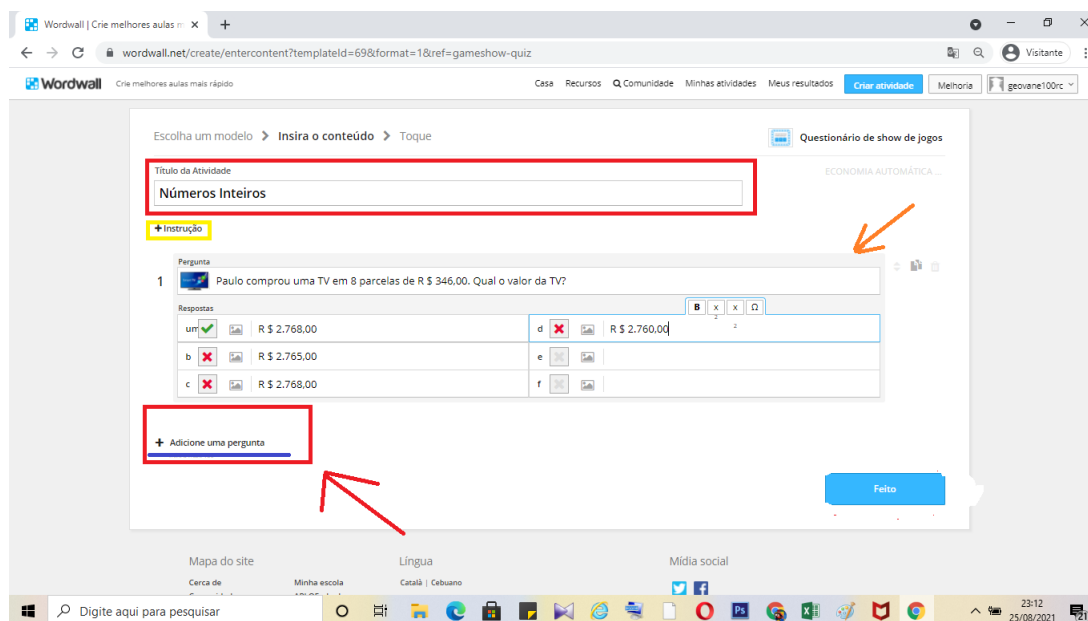 Wordwall | Crie melhores aulas m
wordwall.net/create/entercontent?templateId=69&format=1&ref=gameshow-quiz
Visitante
Wordwall Crie melhores aulas mais rápido
Casa Recursos Comunidade Minhas atividades Meus resultados Criar atividade Melhoria geovane100rc
Escolha um modelo > Insira o conteúdo > Toque
Questionário de show de jogos
Título da Atividade
ECONOMIA AUTOMÁTICA ...
Números Inteiros
+ Instrução
Pergunta
1 Paulo comprou uma TV em 8 parcelas de R $ 346,00. Qual o valor da TV?
Respostas
B x 2 x 2 Ω
um R $ 2.768,00
d R $ 2.760,00
b R $ 2.765,00
e
c R $ 2.768,00
f
+ Adicione uma pergunta
Feito
Mapa do site Língua Mídia social
Cerca de Minha escola Català | Cebuano
Digite aqui para pesquisar
23:12
25/08/2021
21